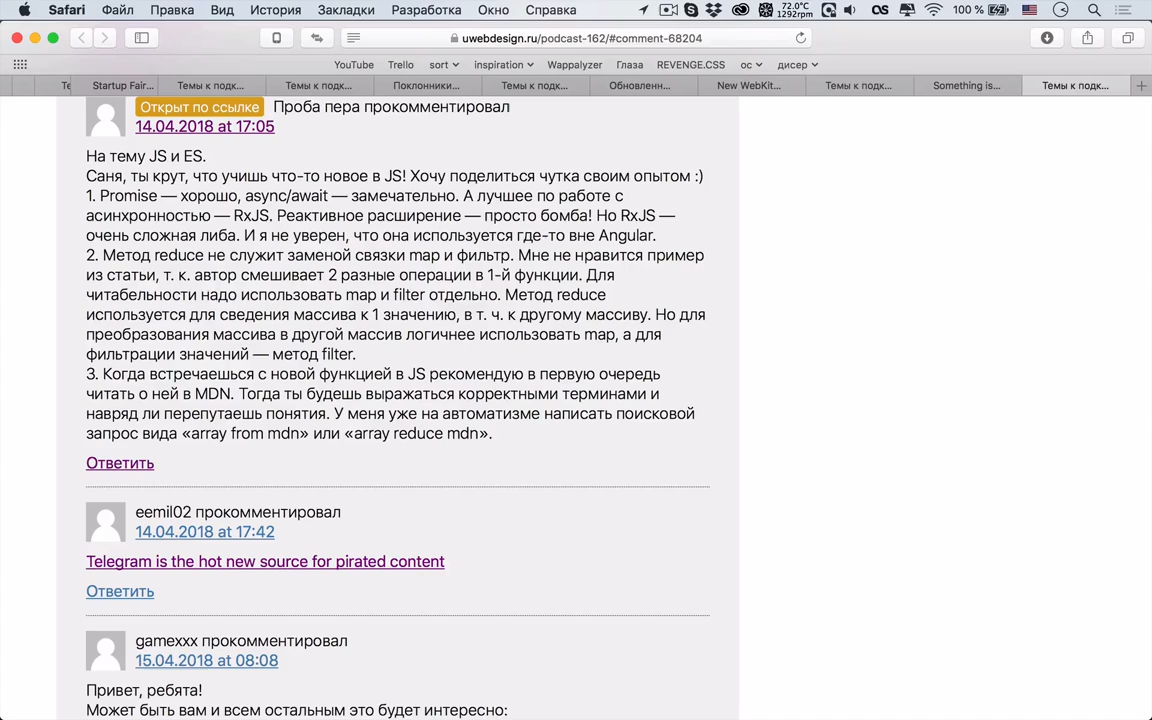 Safari Файл Правка Вид История Закладки Разработка Окно Справка 72.0°C 1292rpm 100 %
uwebdesign.ru/podcast-162/#comment-68204
YouTube Trello sort inspiration Wappalyzer Глаза REVENGE.CSS ос дисер
Те Startup Fair... Темы к подк... Темы к подк... Поклонники... Темы к подк... Обновленн... New WebKit... Темы к подк... Something is... Темы к подк...
Открыт по ссылке Проба пера прокомментировал
14.04.2018 at 17:05
На тему JS и ES.
Саня, ты крут, что учишь что-то новое в JS! Хочу поделиться чутка своим опытом :)
1. Promise — хорошо, async/await — замечательно. А лучшее по работе с
асинхронностью — RxJS. Реактивное расширение — просто бомба! Но RxJS —
очень сложная либа. И я не уверен, что она используется где-то вне Angular.
2. Метод reduce не служит заменой связки map и фильтр. Мне не нравится пример
из статьи, т. к. автор смешивает 2 разные операции в 1-й функции. Для
читабельности надо использовать map и filter отдельно. Метод reduce
используется для сведения массива к 1 значению, в т. ч. к другому массиву. Но для
преобразования массива в другой массив логичнее использовать map, а для
фильтрации значений — метод filter.
3. Когда встречаешься с новой функцией в JS рекомендую в первую очередь
читать о ней в MDN. Тогда ты будешь выражаться корректными терминами и
навряд ли перепутаешь понятия. У меня уже на автоматизме написать поисковой
запрос вида «array from mdn» или «array reduce mdn».
Ответить
eemil02 прокомментировал
14.04.2018 at 17:42
Telegram is the hot new source for pirated content
Ответить
gamexxx прокомментировал
15.04.2018 at 08:08
Привет, ребята!
Может быть вам и всем остальным это будет интересно: